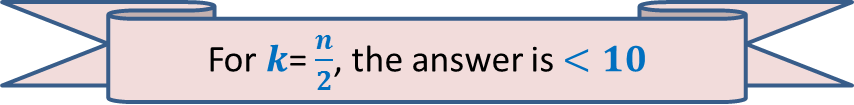 For k=n/2, the answer is < 10